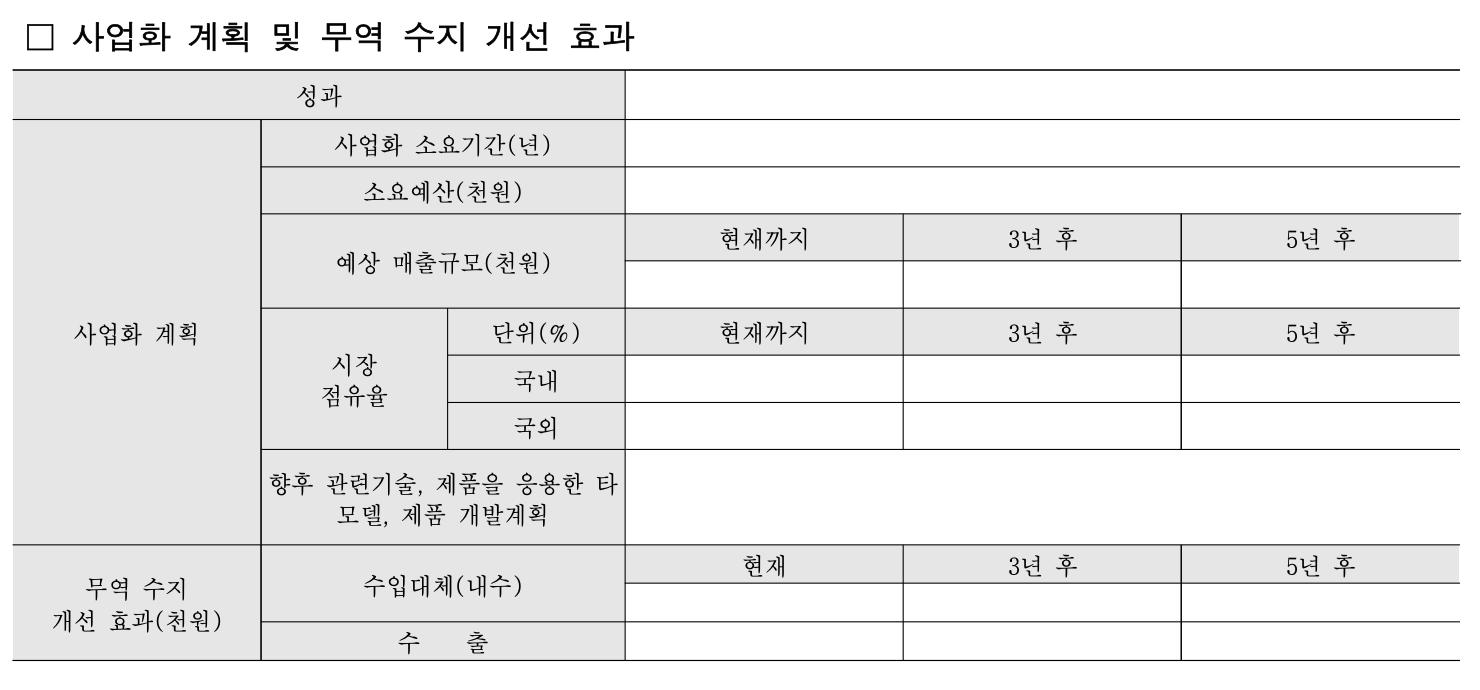 □ 사업화 계획 및 무역 수지 개선 효과
성과
사업화 계획
사업화 소요기간(년)
소요예산(천원)
예상 매출규모(천원)
현재까지
3년 후
5년 후
시장
점유율
단위(%)
현재까지
3년 후
5년 후
국내
국외
향후 관련기술, 제품을 응용한 타
모델, 제품 개발계획
무역 수지
개선 효과(천원)
수입대체(내수)
현재
3년 후
5년 후
수 출